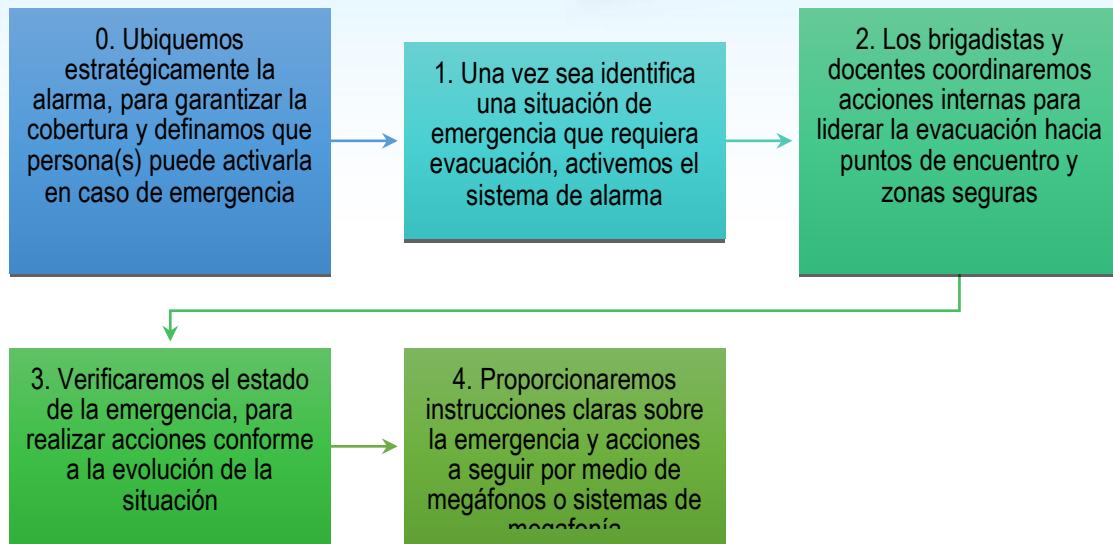 0. Ubiquemos
estratégicamente la
alarma, para garantizar la
cobertura y definamos que
persona(s) puede activarla
en caso de emergencia
1. Una vez sea identifica
una situación de
emergencia que requiera
evacuación, activemos el
sistema de alarma
2. Los brigadistas y
docentes coordinaremos
acciones internas para
liderar la evacuación hacia
puntos de encuentro y
zonas seguras
3. Verificaremos el estado
de la emergencia, para
realizar acciones conforme
a la evolución de la
situación
4. Proporcionaremos
instrucciones claras sobre
la emergencia y acciones
a seguir por medio de
megáfonos o sistemas de
megafonía